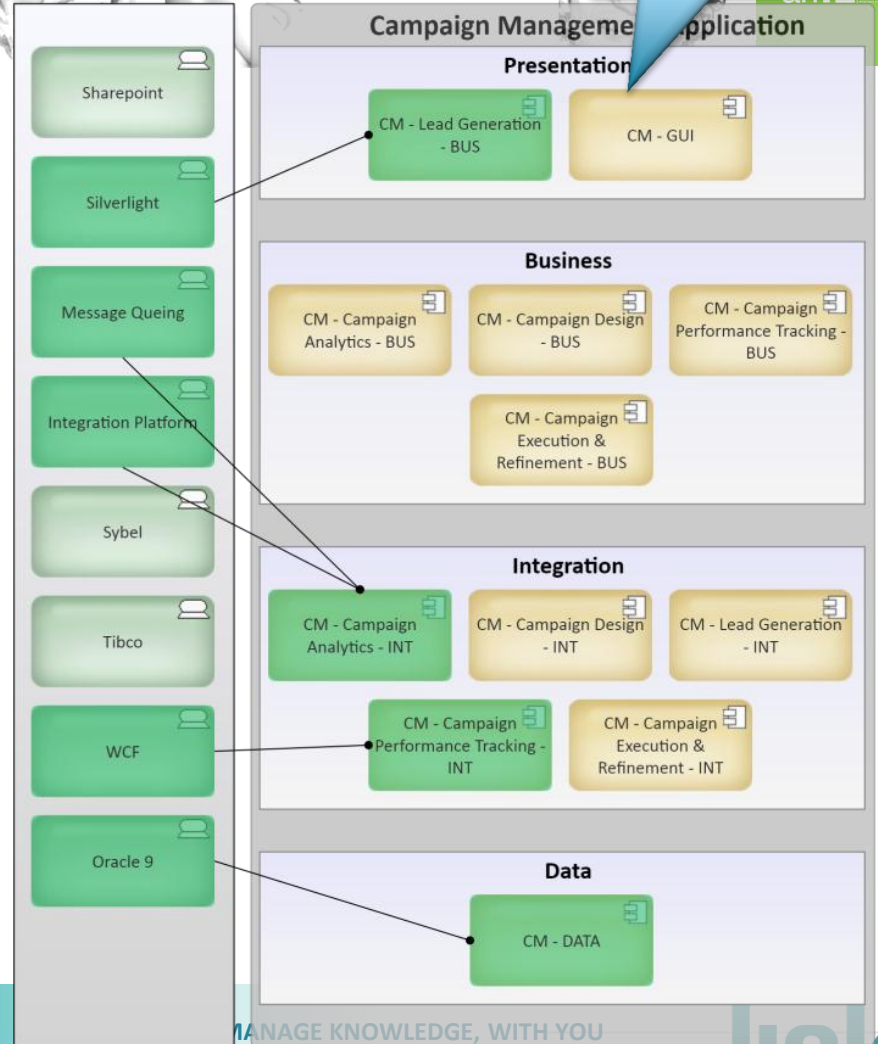 Campaign Management Application
Sharepoint
Silverlight
Message Queing
Integration Platform
Sybel
Tibco
WCF
Oracle 9
Presentation
CM - Lead Generation
- BUS
CM - GUI
Business
CM - Campaign
Analytics - BUS
CM - Campaign Design
- BUS
CM - Campaign
Performance Tracking -
BUS
CM - Campaign
Execution &
Refinement - BUS
Integration
CM - Campaign
Analytics - INT
CM - Campaign Design
- INT
CM - Lead Generation
- INT
CM - Campaign
Performance Tracking -
INT
CM - Campaign
Execution &
Refinement - INT
Data
CM - DATA
MANAGE KNOWLEDGE, WITH YOU